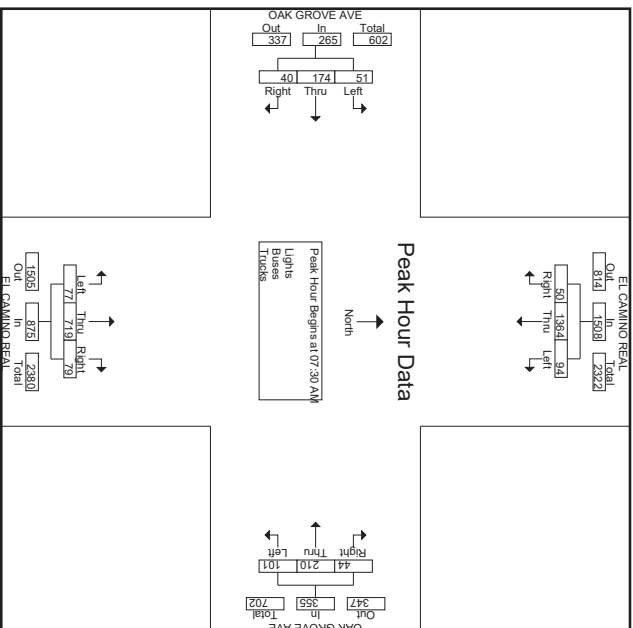 OAK GROVE AVE
Out In Total
337 265 602
40 174 51
Right Thru Left
EL CAMINO REAL
Out In Total
814 1508 2322
50 1364 94
Right Thru Left
Peak Hour Data
North
Peak Hour Begins at 07:30 AM
Lights
Buses
Trucks
Left Thru Right
77 719 79
1505 875 2380
Out In Total
EL CAMINO REAL
Left Thru Right
101 210 44
702 355 347
Total In Out
OAK GROVE AVE